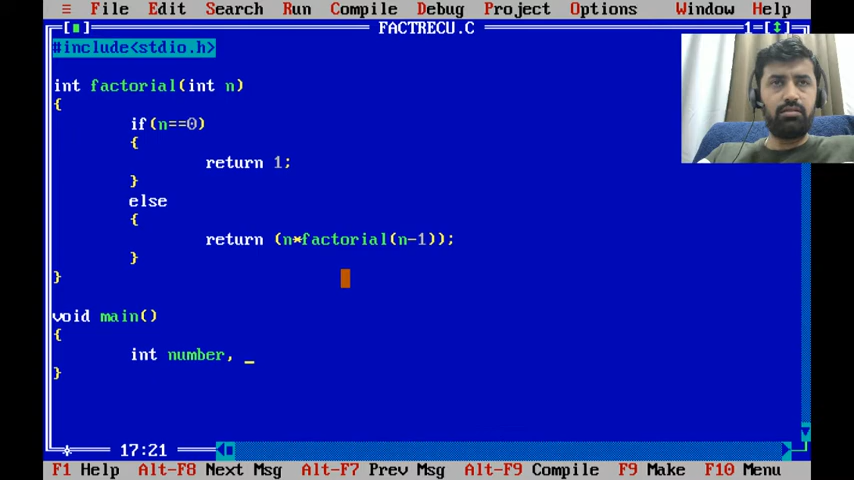 ≡ File Edit Search Run Compile Debug Project Options Window Help
[■] FACTRECU.C 1=[↕]
#include<stdio.h>
int factorial(int n)
{
if(n==0)
{
return 1;
}
else
{
return (n*factorial(n-1));
}
}
void main()
{
int number, _
}
17:21
F1 Help Alt-F8 Next Msg Alt-F7 Prev Msg Alt-F9 Compile F9 Make F10 Menu